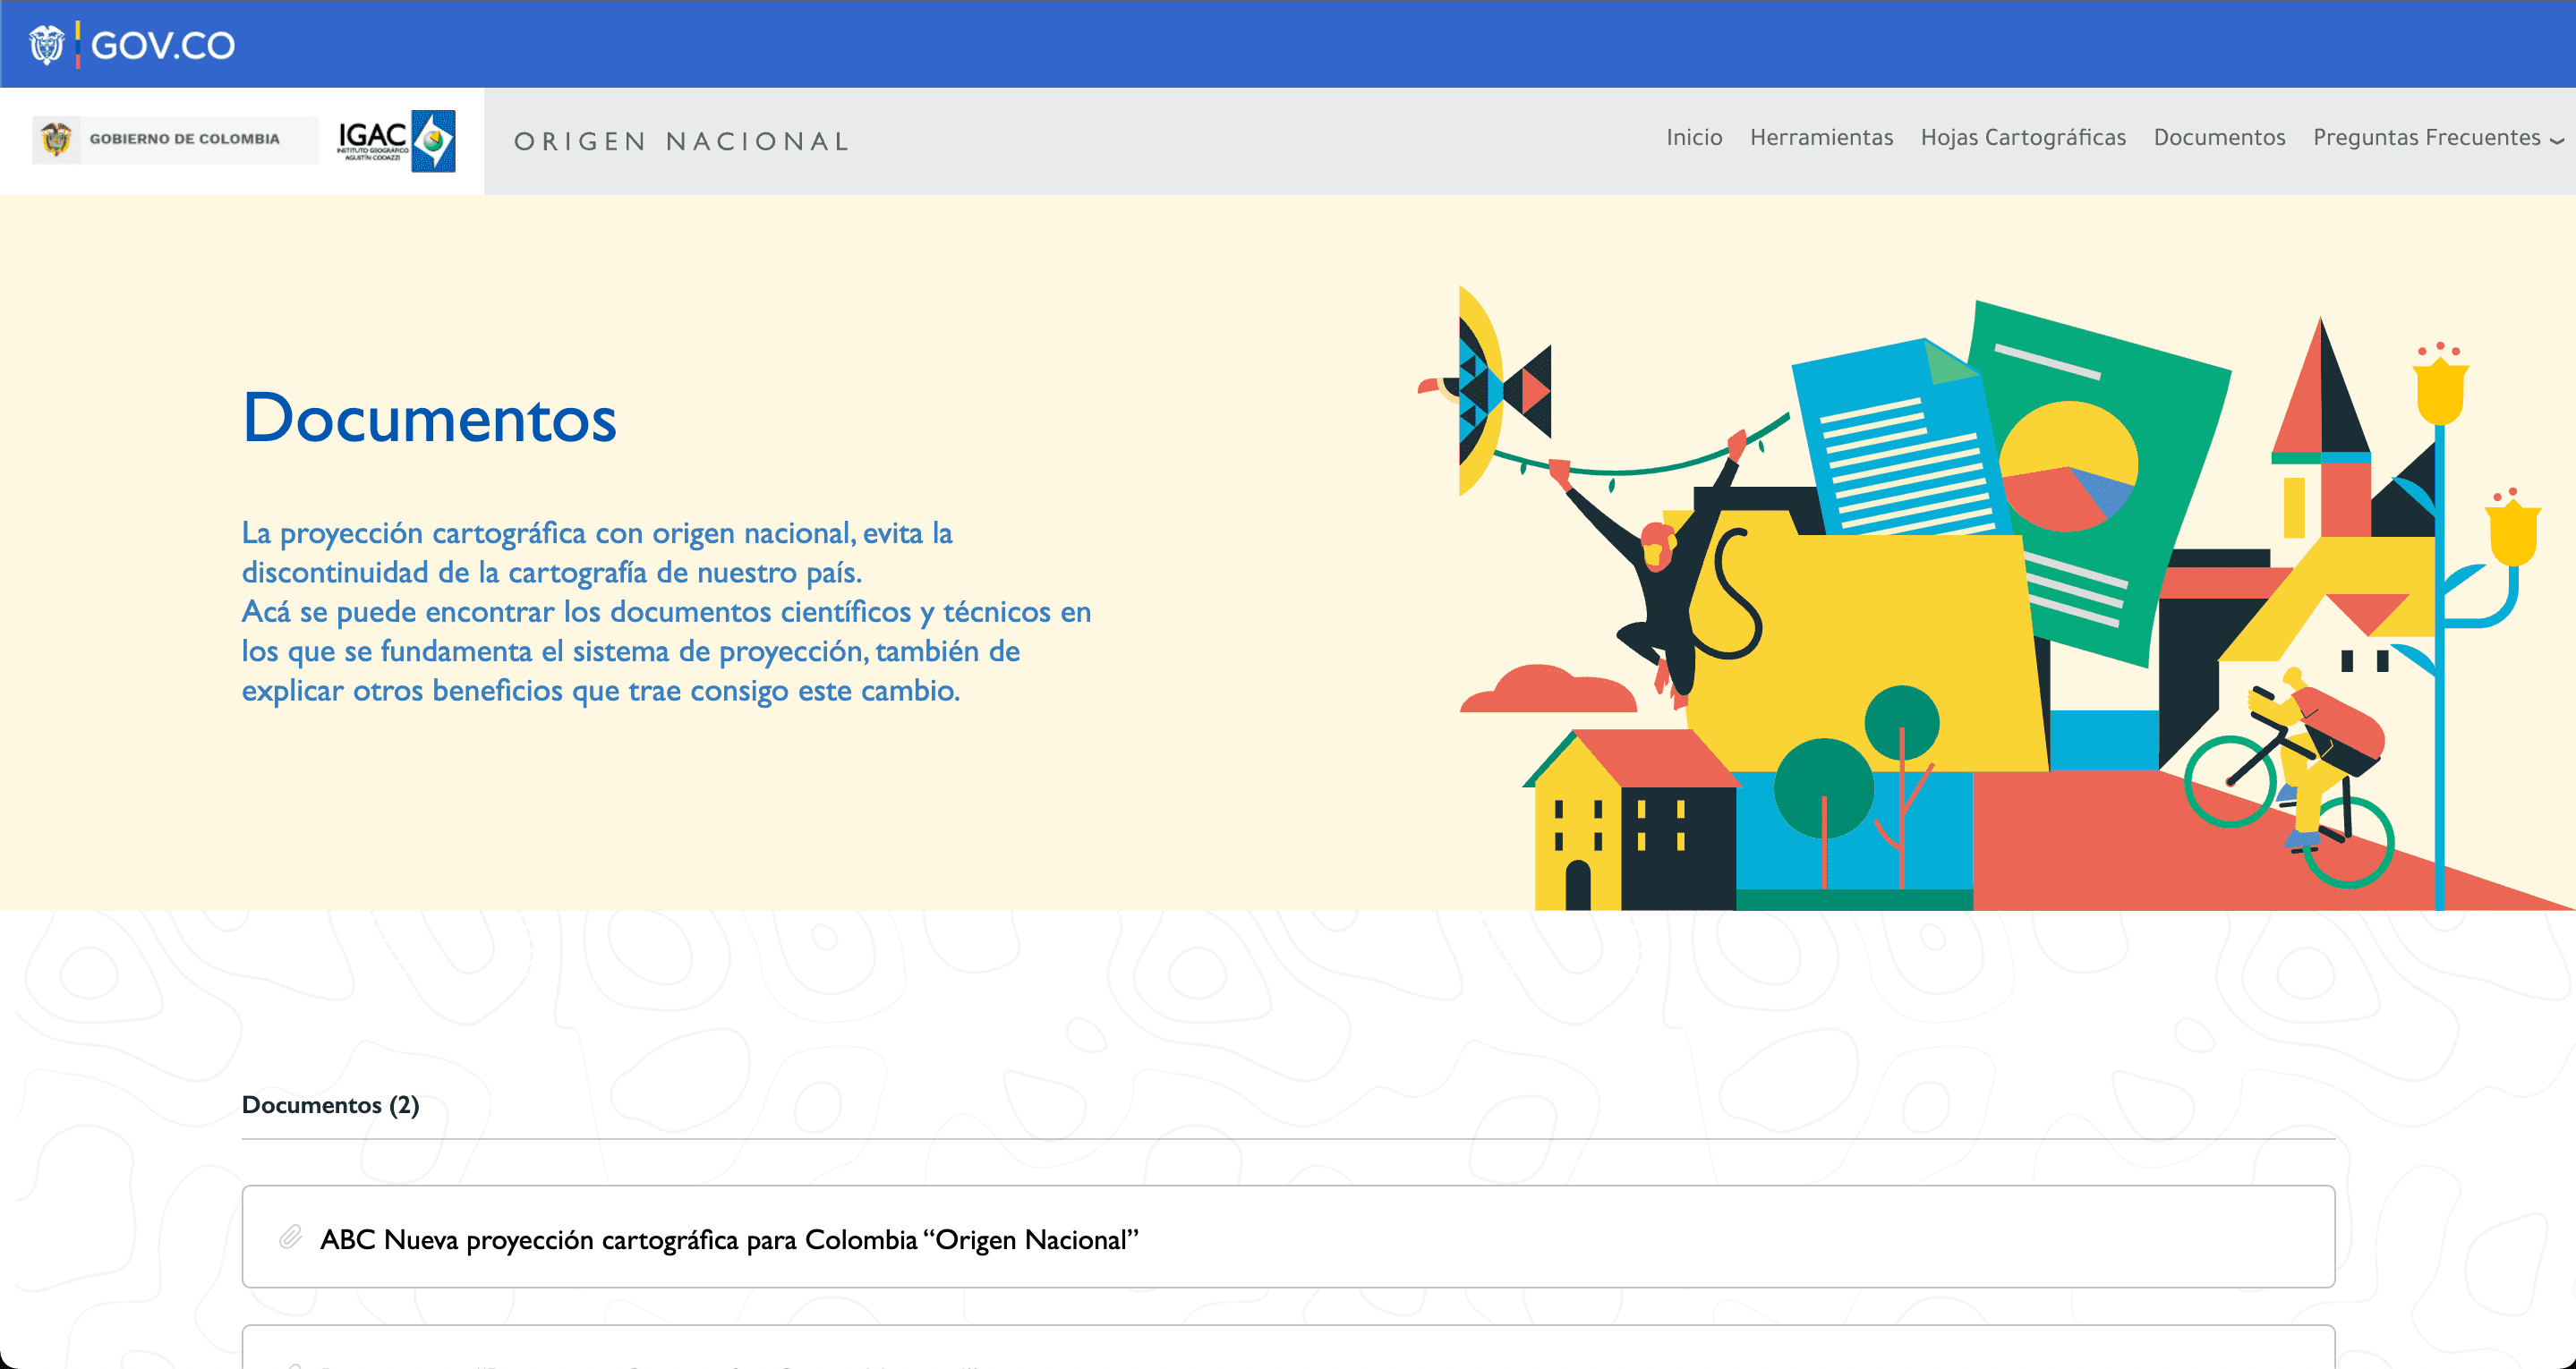 GOV.CO
GOBIERNO DE COLOMBIA
IGAC
INSTITUTO GEOGRÁFICO
AGUSTÍN CODAZZI
ORIGEN NACIONAL
Inicio Herramientas Hojas Cartográficas Documentos Preguntas Frecuentes
Documentos
La proyección cartográfica con origen nacional, evita la
discontinuidad de la cartografía de nuestro país.
Acá se puede encontrar los documentos científicos y técnicos en
los que se fundamenta el sistema de proyección, también de
explicar otros beneficios que trae consigo este cambio.
Documentos (2)
ABC Nueva proyección cartográfica para Colombia “Origen Nacional”